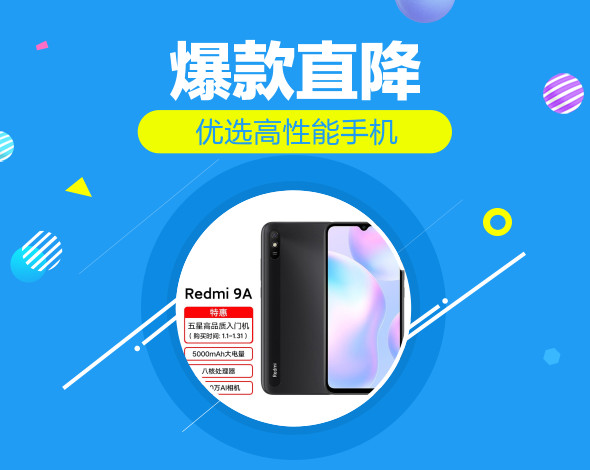 爆款直降
优选高性能手机
Redmi 9A
特惠
五星高品质入门机
(购买时间: 1.1~1.31)
5000mAh大电量
八核处理器
万AI相机
Redmi